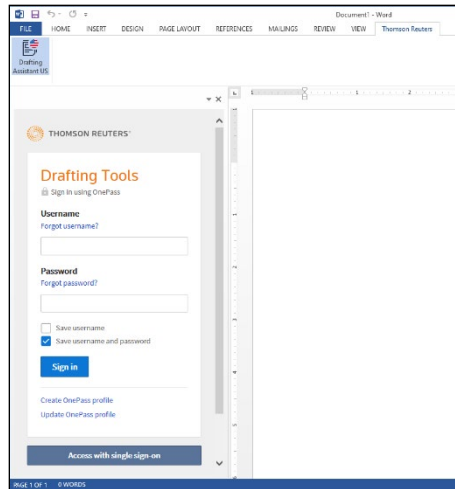 Document1 - Word
FILE HOME INSERT DESIGN PAGE LAYOUT REFERENCES MAILINGS REVIEW VIEW Thomson Reuters
Drafting
Assistant US
THOMSON REUTERS
Drafting Tools
Sign in using OnePass
Username
Forgot username?
Password
Forgot password?
Save username
Save username and password
Sign in
Create OnePass profile
Update OnePass profile
Access with single sign-on
PAGE 1 OF 1 0 WORDS